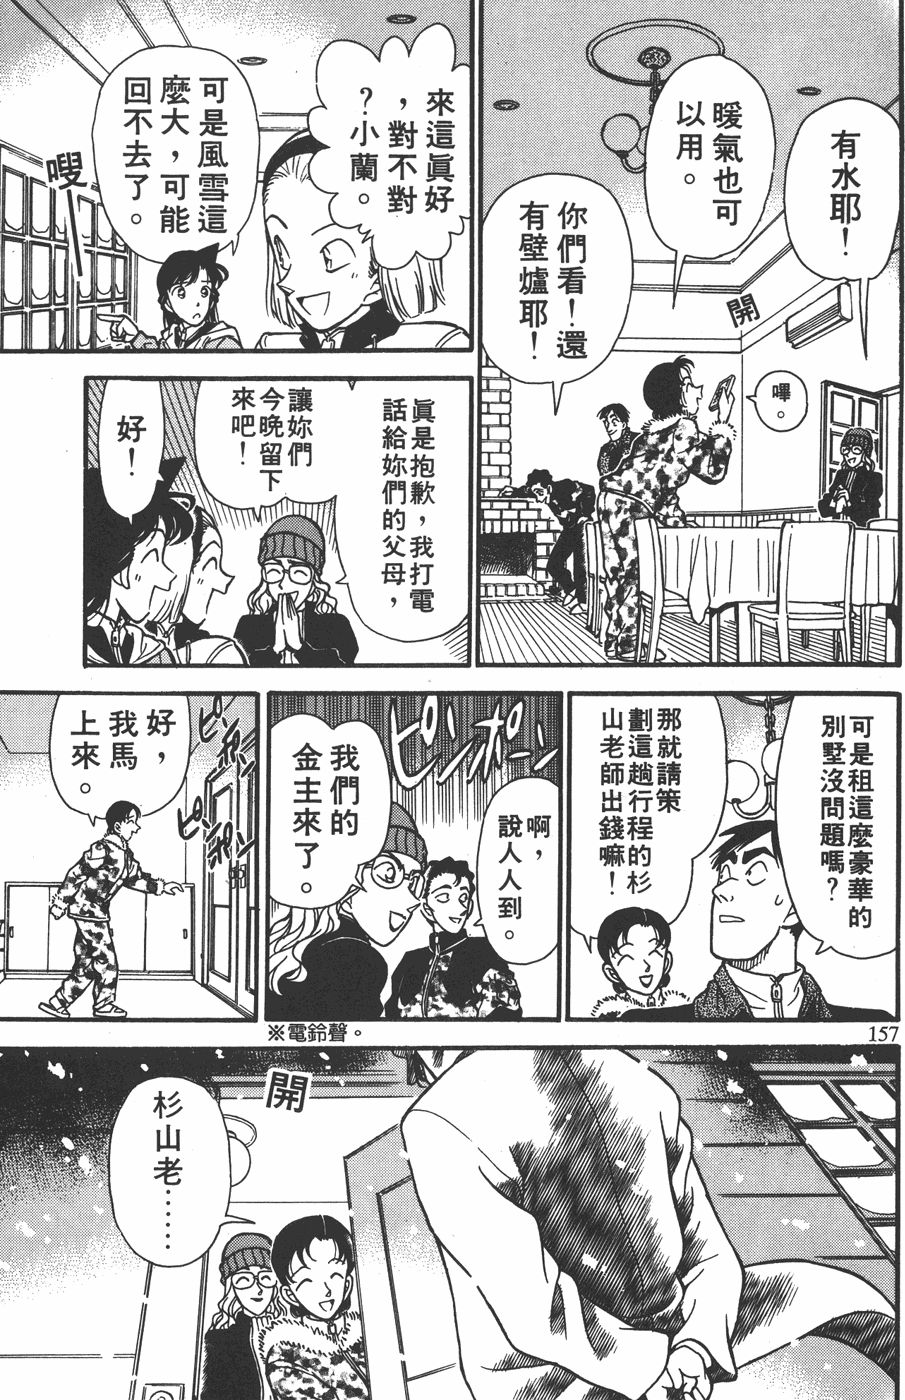 有水耶！
暖氣也可
以用。
你們看！還
有壁爐耶！
開
嗶。
來這真好
，對不對
？小蘭。
可是風雪這
麼大，可能
回不去了。
嗖
真是抱歉，我打電
話給妳們的父母，
讓妳們
今晚留下
來吧！
好！
可是租這麼豪華的
別墅沒問題嗎？
那就請策
劃這趟行程的杉
山老師出錢嘛！
ピンポーン
啊，
說人人到。
我們的
金主來了。
ピンポーン
ピンポーン
好，
我馬
上來。
※電鈴聲。
157
開
杉山老……